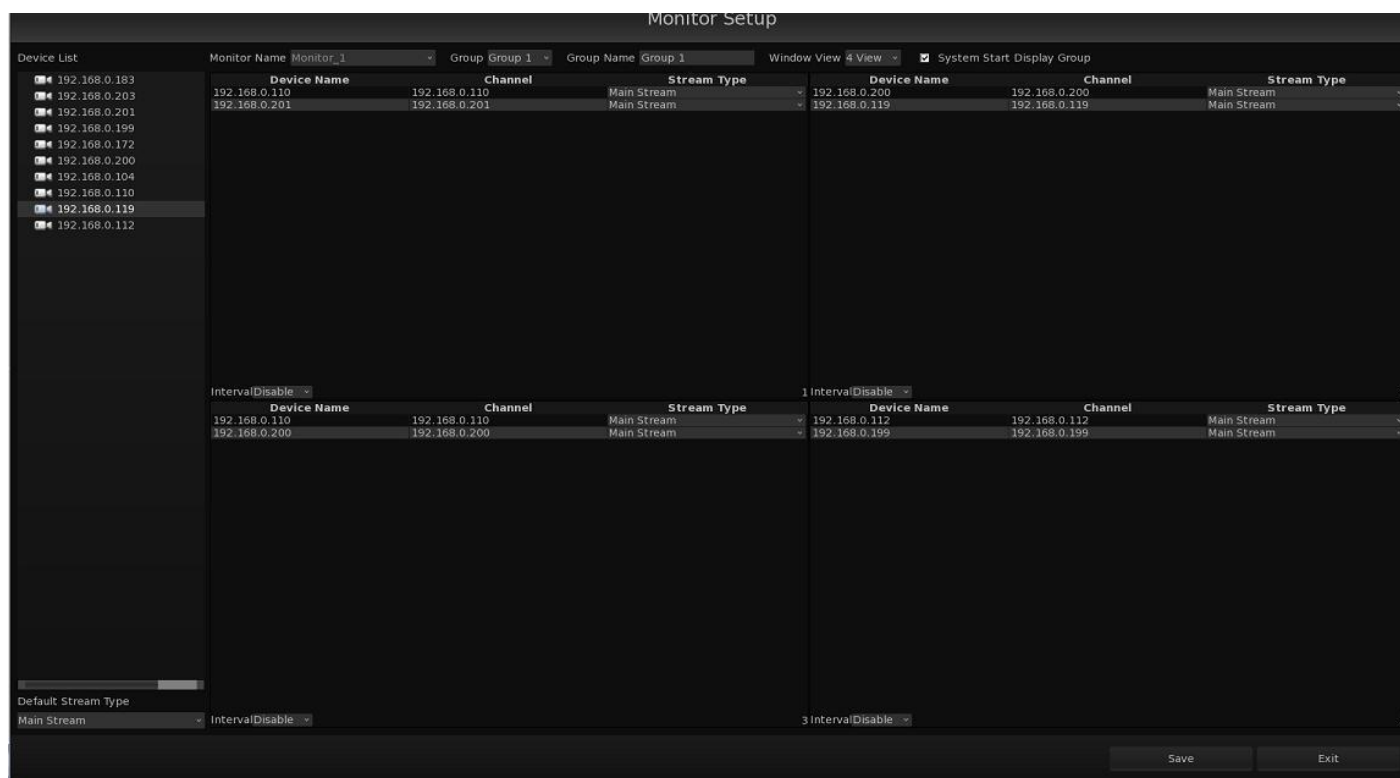 Monitor Setup
Device List
Monitor Name Monitor_1 Group Group 1 Group Name Group 1 Window View 4 View System Start Display Group
192.168.0.183
192.168.0.203
192.168.0.201
192.168.0.199
192.168.0.172
192.168.0.200
192.168.0.104
192.168.0.110
192.168.0.119
192.168.0.112
Default Stream Type
Main Stream
Device Name Channel Stream Type
192.168.0.110 192.168.0.110 Main Stream
192.168.0.201 192.168.0.201 Main Stream
Interval Disable 1
Device Name Channel Stream Type
192.168.0.200 192.168.0.200 Main Stream
192.168.0.119 192.168.0.119 Main Stream
Interval Disable
Device Name Channel Stream Type
192.168.0.110 192.168.0.110 Main Stream
192.168.0.200 192.168.0.200 Main Stream
Interval Disable 3
Device Name Channel Stream Type
192.168.0.112 192.168.0.112 Main Stream
192.168.0.199 192.168.0.199 Main Stream
Interval Disable
Save Exit